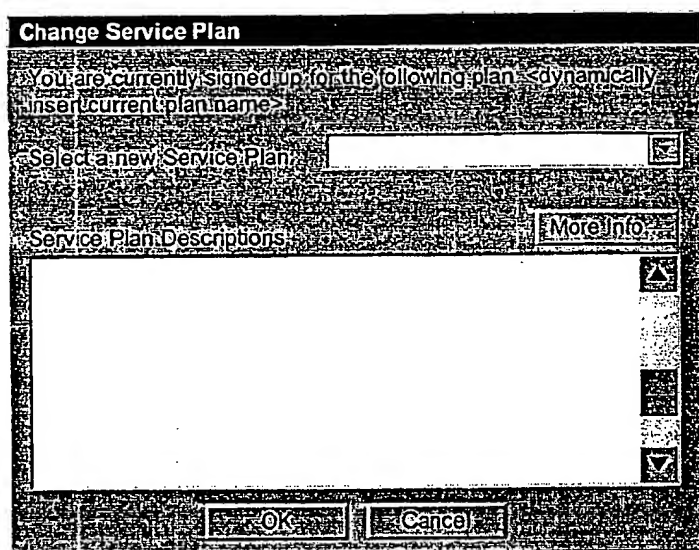 Change Service Plan
You are currently signed up for the following plan: <dynamically
insert current plan name>
Select a new Service Plan:
Service Plan Descriptions:
More Info...
OK
Cancel